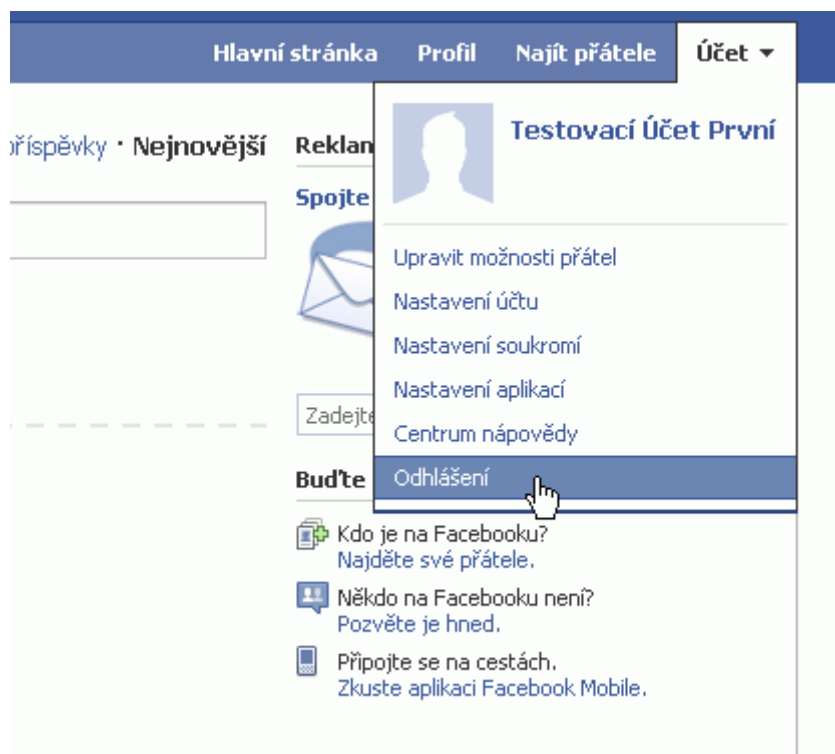 Hlavní stránka Profil Najít přátele Účet
Testovací Účet První
příspěvky · Nejnovější
Spojte
Upravit možnosti přátel
Nastavení účtu
Nastavení soukromí
Nastavení aplikací
Zadejte
Centrum nápovědy
Buďte
Odhlášení
Kdo je na Facebooku?
Najděte své přátele.
Někdo na Facebooku není?
Pozvěte je hned.
Připojte se na cestách.
Zkuste aplikaci Facebook Mobile.